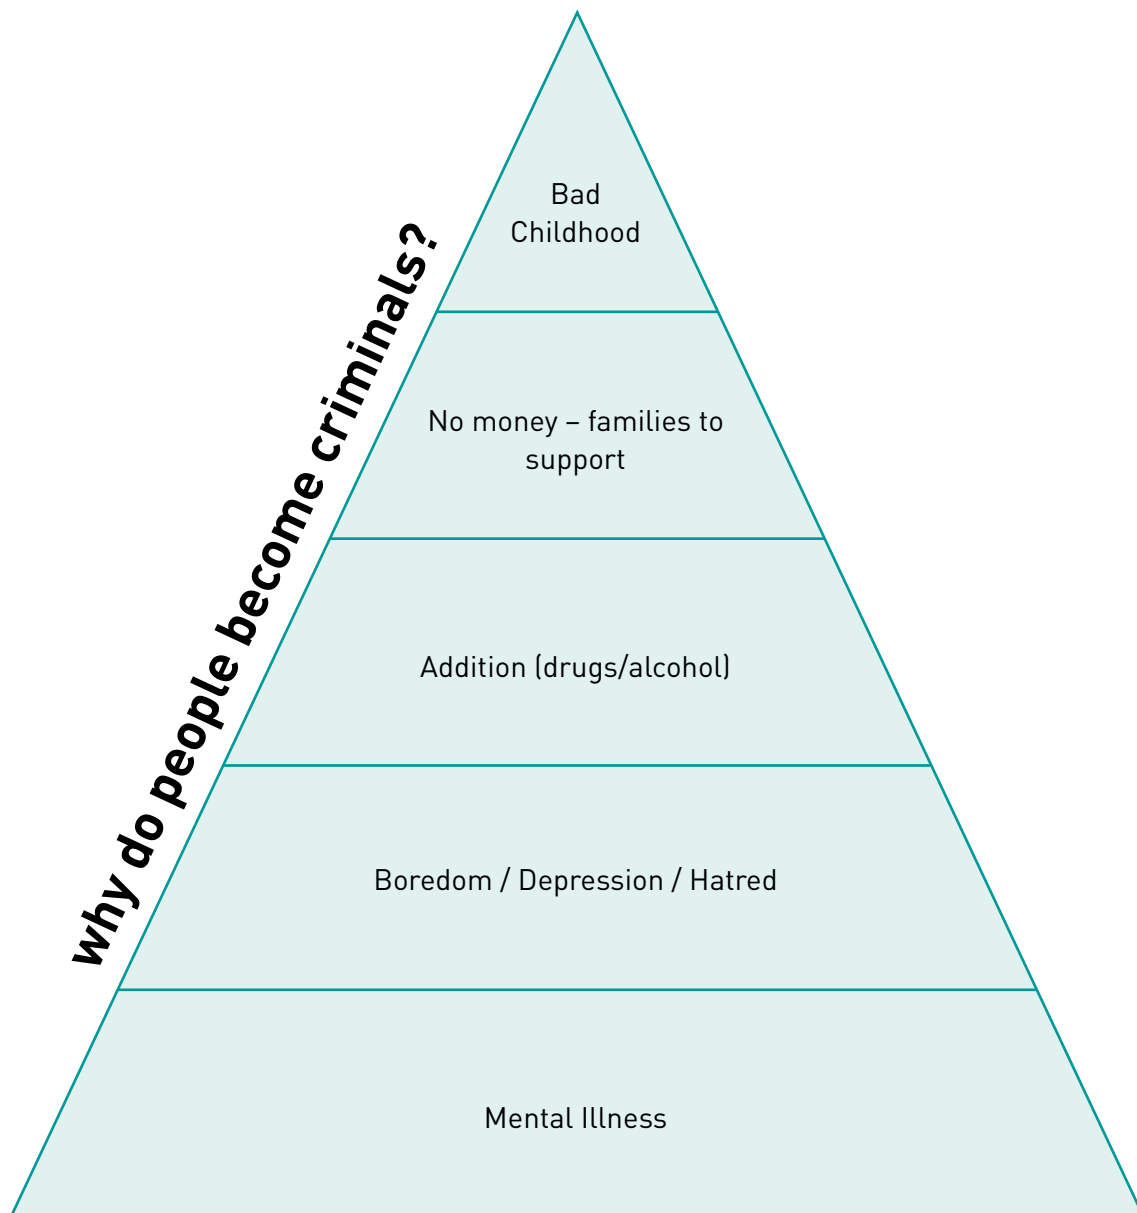 why do people become criminals?
Bad
Childhood
No money – families to
support
Addition (drugs/alcohol)
Boredom / Depression / Hatred
Mental Illness